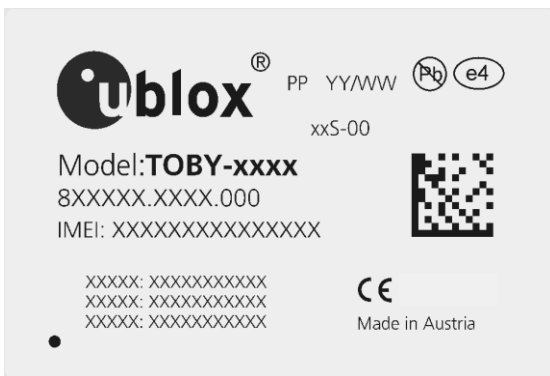 ublox® PP YY/WW Pb e4
xxS-00
Model:TOBY-xxxx
8XXXXX.XXXX.000
IMEI: XXXXXXXXXXXXXXX
XXXXX: XXXXXXXXXXX
XXXXX: XXXXXXXXXXX
XXXXX: XXXXXXXXXXX
CE
Made in Austria